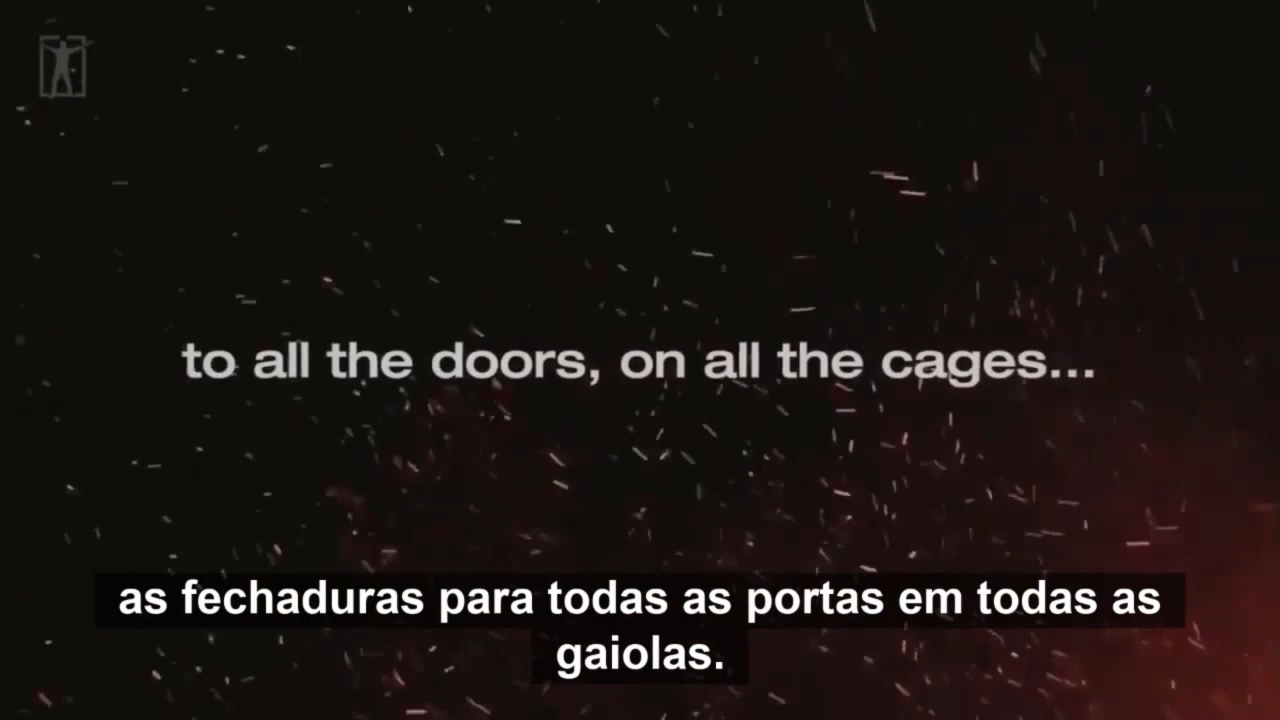 to all the doors, on all the cages...
as fechaduras para todas as portas em todas as
gaiolas.